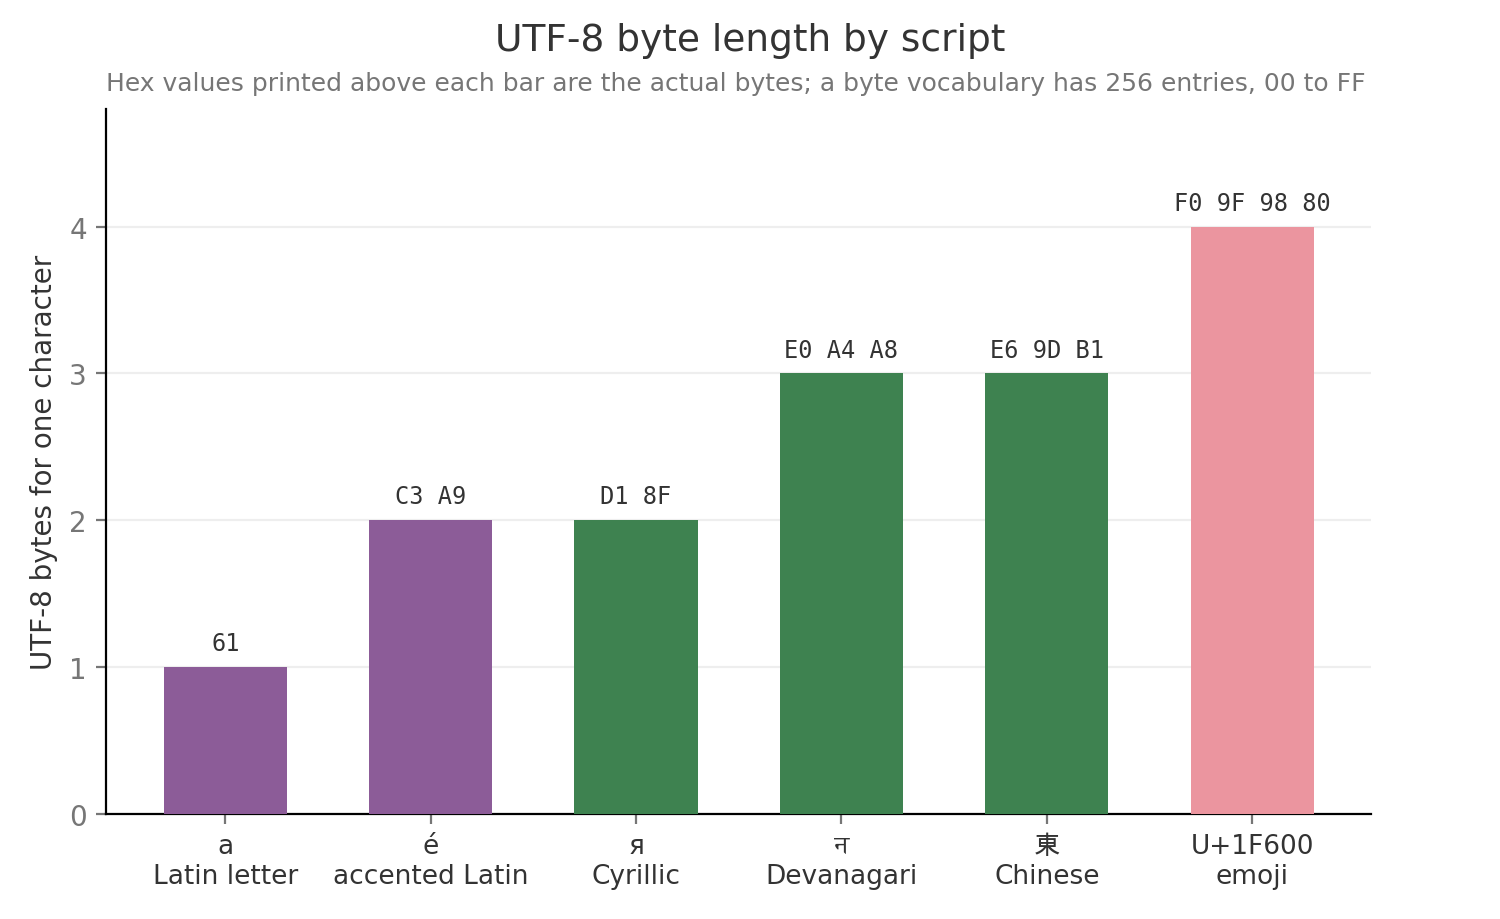 UTF-8 byte length by script
Hex values printed above each bar are the actual bytes; a byte vocabulary has 256 entries, 00 to FF
UTF-8 bytes for one character
4
3
2
1
0
61
C3 A9
D1 8F
E0 A4 A8
E6 9D B1
F0 9F 98 80
a
Latin letter
é
accented Latin
я
Cyrillic
न
Devanagari
東
Chinese
U+1F600
emoji